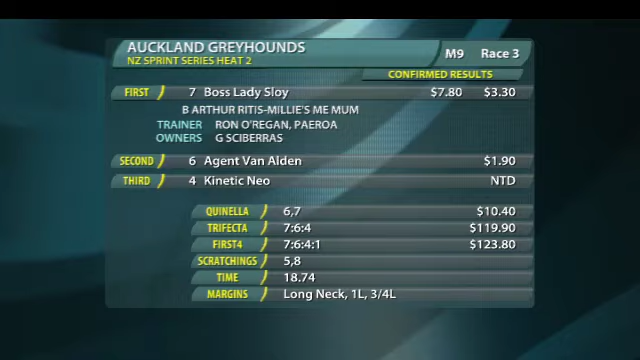 AUCKLAND GREYHOUNDS M9 Race 3
NZ SPRINT SERIES HEAT 2
CONFIRMED RESULTS
FIRST 7 Boss Lady Sloy $7.80 $3.30
B ARTHUR RITIS-MILLIE'S ME MUM
TRAINER RON O'REGAN, PAEROA
OWNERS G SCIBERRAS
SECOND 6 Agent Van Alden $1.90
THIRD 4 Kinetic Neo NTD
QUINELLA 6,7 $10.40
TRIFECTA 7:6:4 $119.90
FIRST4 7:6:4:1 $123.80
SCRATCHINGS 5,8
TIME 18.74
MARGINS Long Neck, 1L, 3/4L